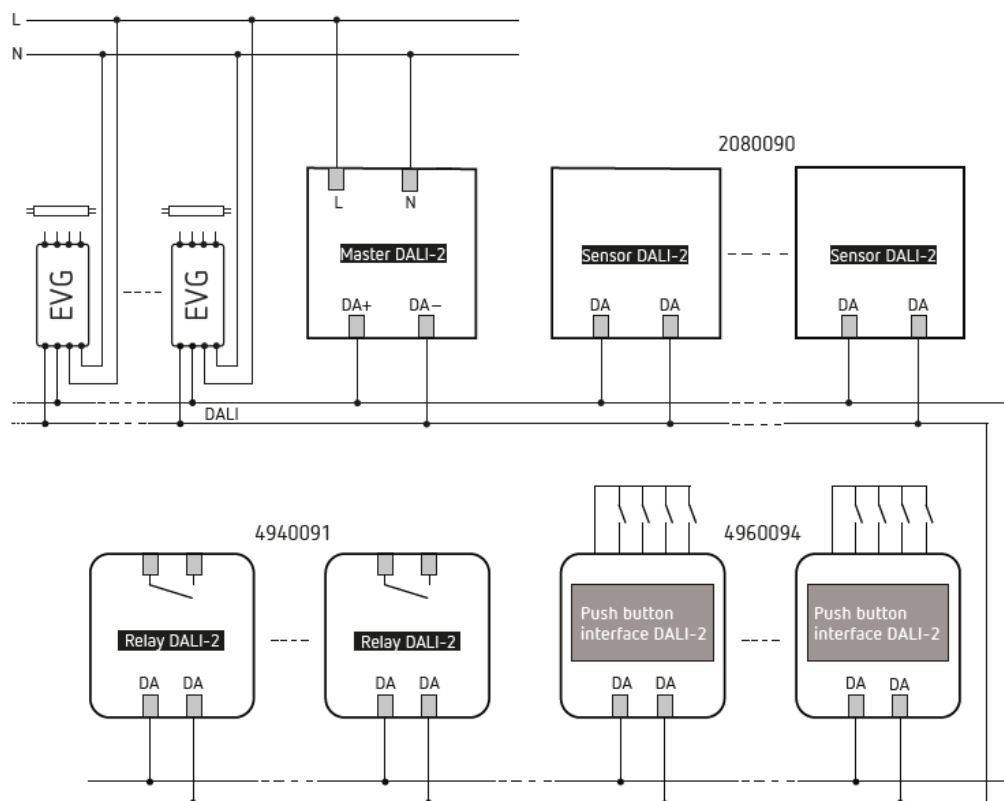 L
N
2080090
L N
Master DALI-2
Sensor DALI-2
Sensor DALI-2
EVG
EVG
DA+ DA–
DA DA
DA DA
DALI
4940091
4960094
Push button
interface DALI-2
Push button
interface DALI-2
Relay DALI-2
Relay DALI-2
DA DA
DA DA
DA DA
DA DA